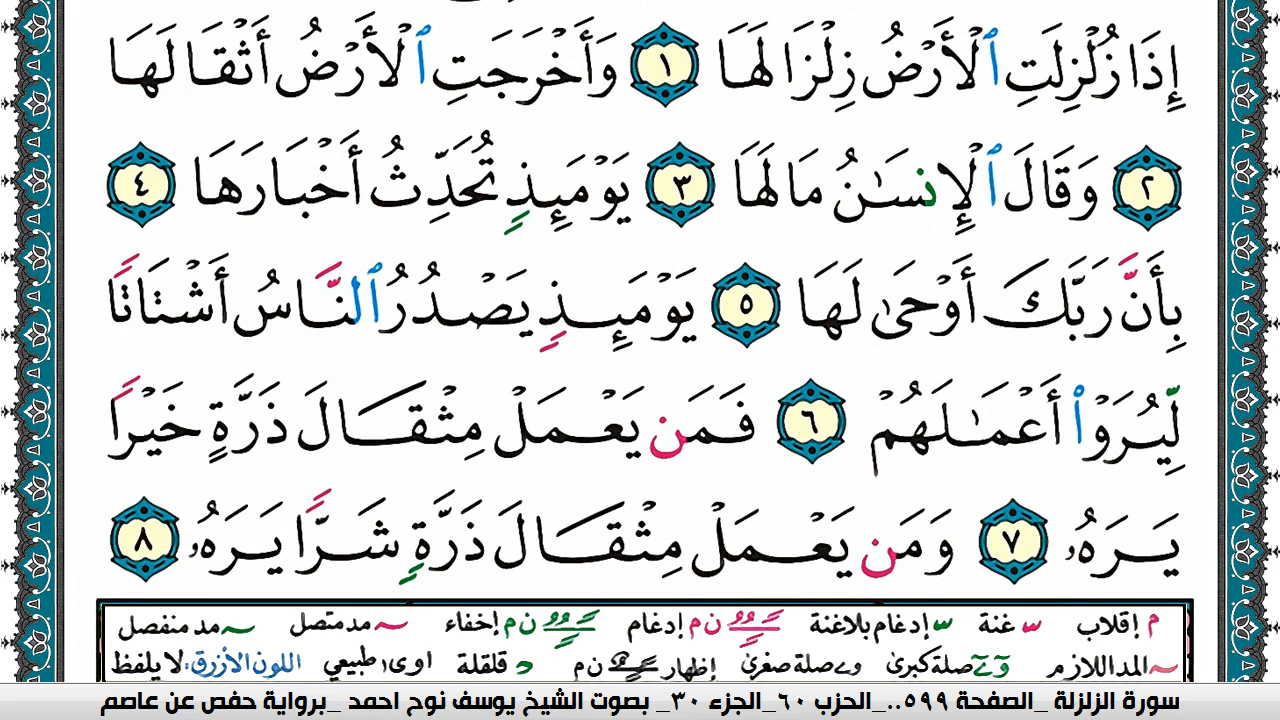 إِذَا زُلْزِلَتِ ٱلْأَرْضُ زِلْزَالَهَا ١ وَأَخْرَجَتِ ٱلْأَرْضُ أَثْقَالَهَا
٢ وَقَالَ ٱلْإِنسَٰنُ مَا لَهَا ٣ يَوْمَئِذٍ تُحَدِّثُ أَخْبَارَهَا ٤
بِأَنَّ رَبَّكَ أَوْحَىٰ لَهَا ٥ يَوْمَئِذٍ يَصْدُرُ ٱلنَّاسُ أَشْتَاتًا
لِّيُرَوْا۟ أَعْمَٰلَهُمْ ٦ فَمَن يَعْمَلْ مِثْقَالَ ذَرَّةٍ خَيْرًا
يَرَهُۥ ٧ وَمَن يَعْمَلْ مِثْقَالَ ذَرَّةٍ شَرًّا يَرَهُۥ ٨
م إقلاب غنة إدغام بلاغنة ن م إدغام ن م إخفاء مد متصل مد منفصل
المد اللازم صلة كبرى صلة صغرى إظهار ن م قلقلة اوى طبيعي اللون الأزرق: لا يلفظ
سورة الزلزلة _الصفحة ٥٩٩.._الحزب ٦٠_الجزء ٣٠_ بصوت الشيخ يوسف نوح احمد _برواية حفص عن عاصم